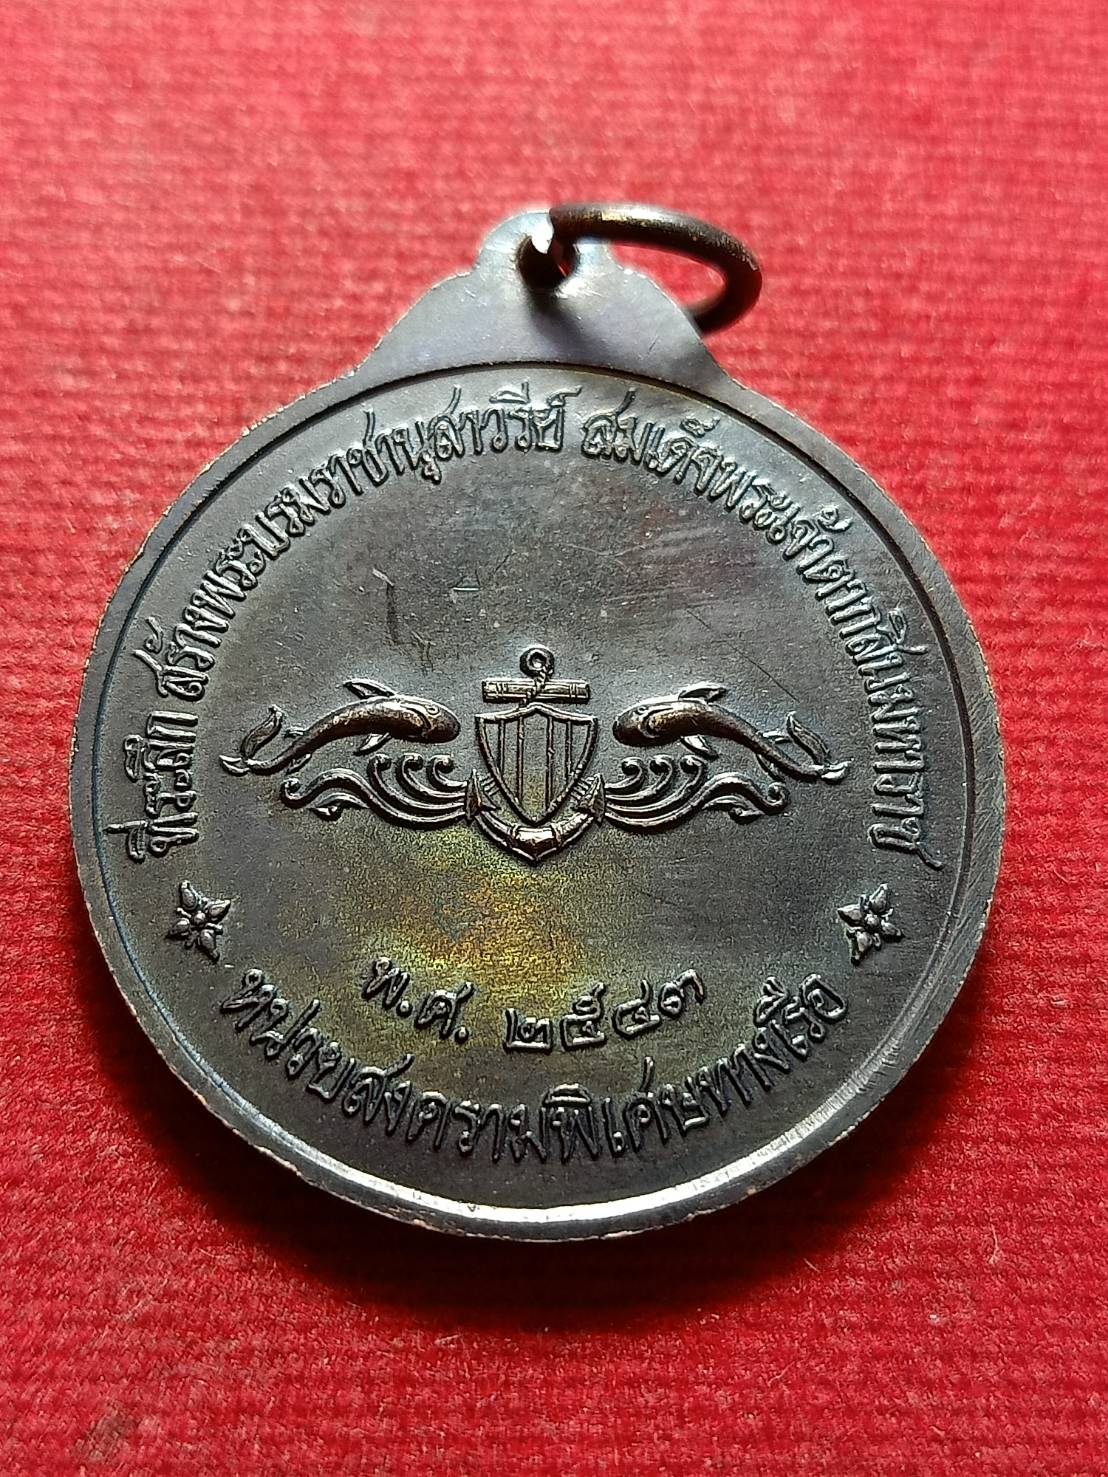 ที่ระลึก สร้างพระบรมราชานุสาวรีย์ สมเด็จพระเจ้าตากสินมหาราช
พ.ศ. ๒๕๔๓
หน่วยสงครามพิเศษทางเรือ